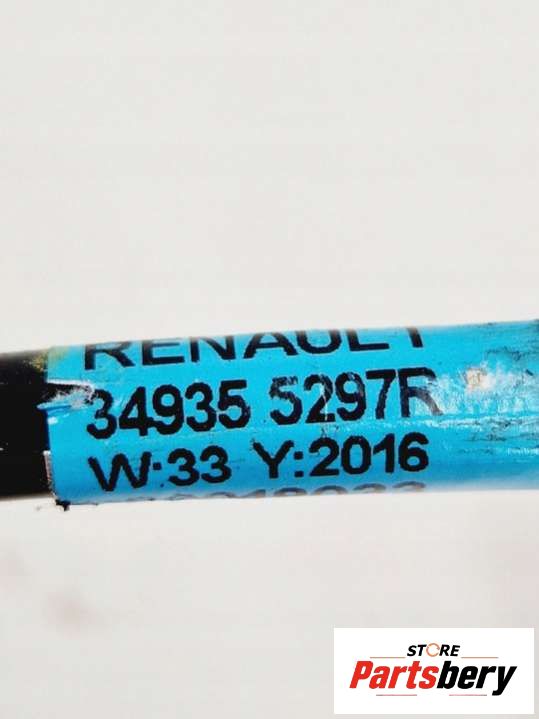 RENAULT
34935 5297R
W:33 Y:2016
STORE
Partsbery